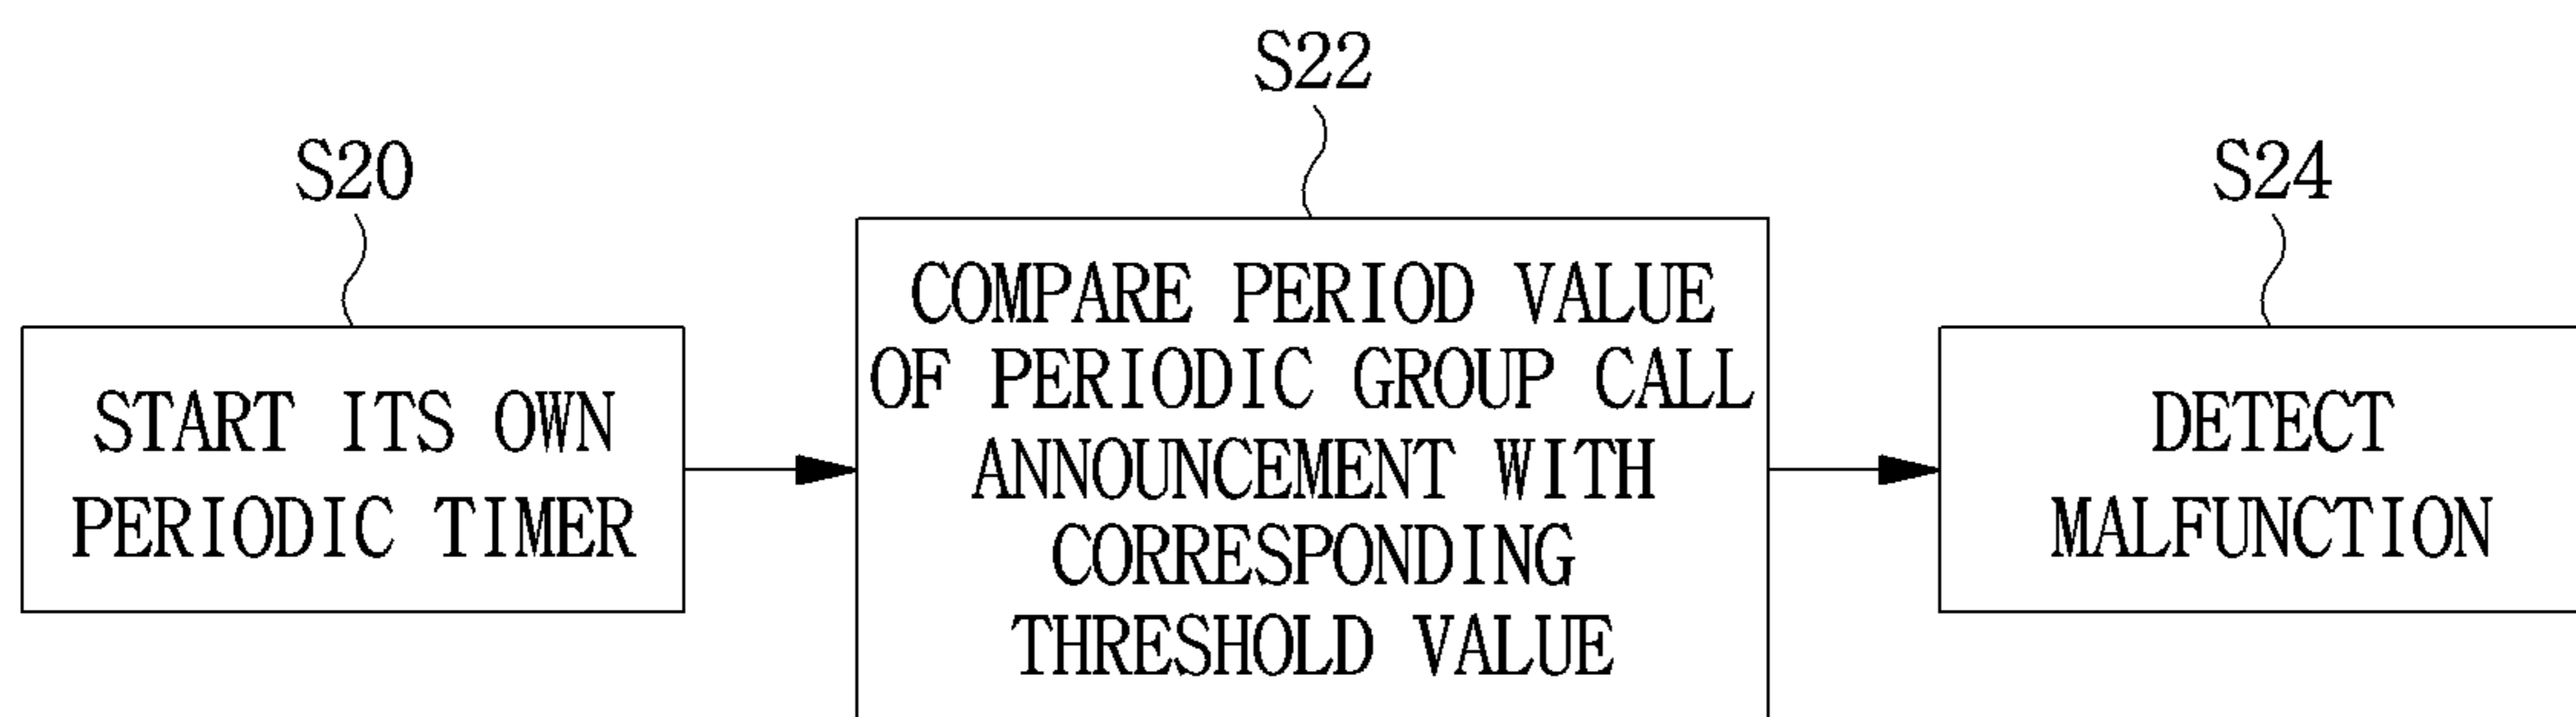 S20
START ITS OWN
PERIODIC TIMER
S22
COMPARE PERIOD VALUE
OF PERIODIC GROUP CALL
ANNOUNCEMENT WITH
CORRESPONDING
THRESHOLD VALUE
S24
DETECT
MALFUNCTION